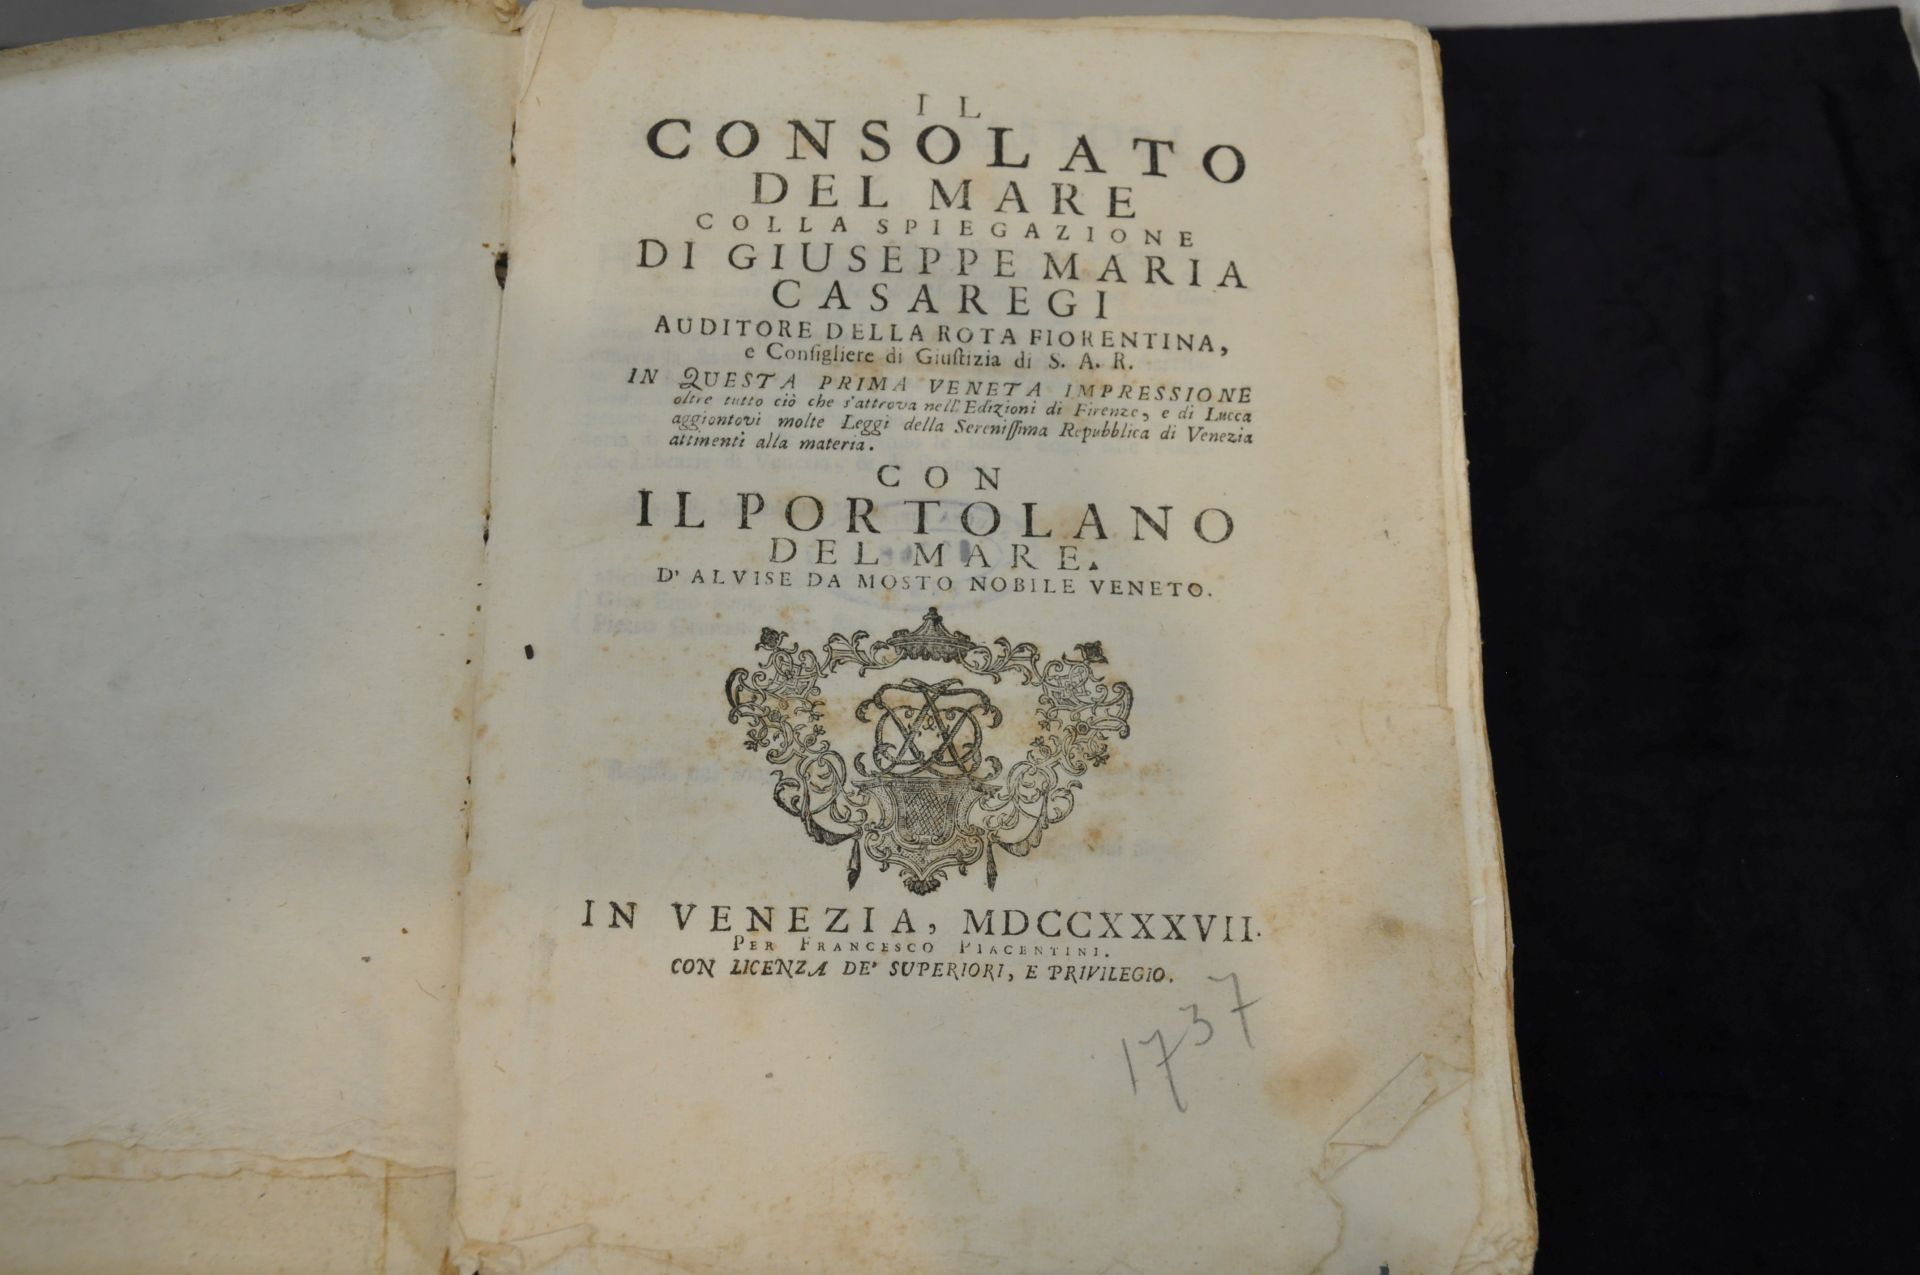 IL
CONSOLATO
DEL MARE
COLLA SPIEGAZIONE
DI GIUSEPPE MARIA
CASAREGI
AUDITORE DELLA ROTA FIORENTINA,
e Conſigliere di Giuſtizia di S. A. R.
IN QUESTA PRIMA VENETA IMPRESSIONE
oltre tutto ciò che s'attrova nell'Edizioni di Firenze, e di Lucca
aggiontovi molte Leggi della Sereniſſima Repubblica di Venezia
attinenti alla materia.
CON
IL PORTOLANO
DEL MARE.
D' ALVISE DA MOSTO NOBILE VENETO.
IN VENEZIA, MDCCXXXVII.
PER FRANCESCO PIACENTINI.
CON LICENZA DE' SUPERIORI, E PRIVILEGIO.
1737